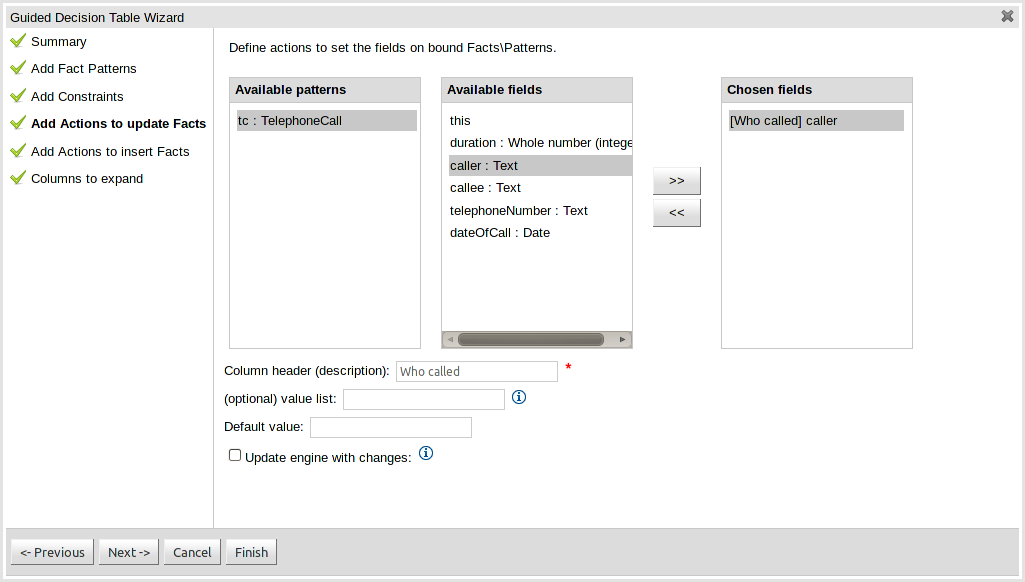 Guided Decision Table Wizard
Summary
Add Fact Patterns
Add Constraints
Add Actions to update Facts
Add Actions to insert Facts
Columns to expand
Define actions to set the fields on bound Facts\Patterns.
Available patterns
tc : TelephoneCall
Available fields
this
duration : Whole number (intege
caller : Text
callee : Text
telephoneNumber : Text
dateOfCall : Date
>>
<<
Chosen fields
[Who called] caller
Column header (description): Who called *
(optional) value list:
Default value:
Update engine with changes:
<- Previous Next -> Cancel Finish